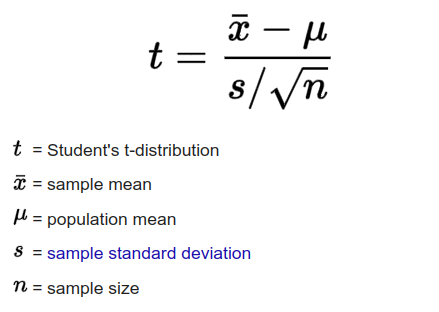 t = x̄ − μ / s/√n
t = Student's t-distribution
x̄ = sample mean
μ = population mean
s = sample standard deviation
n = sample size